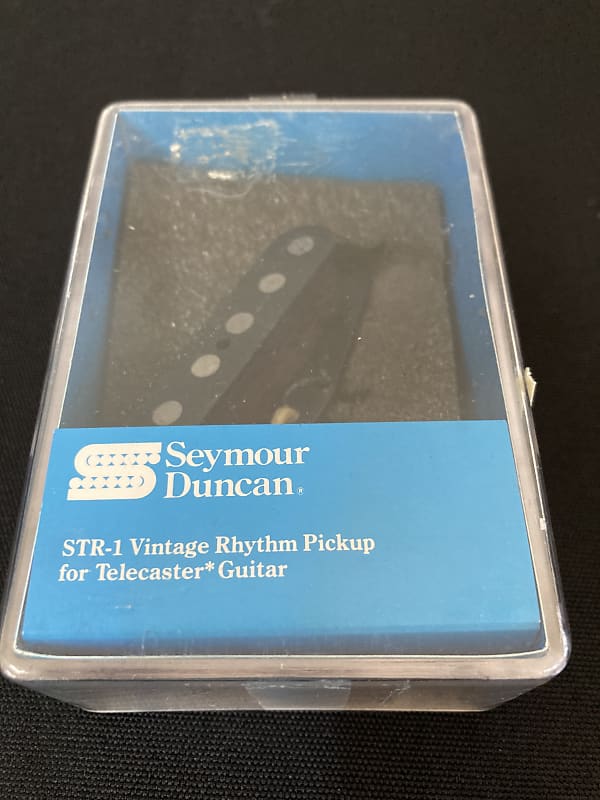 Seymour
Duncan®
STR-1 Vintage Rhythm Pickup
for Telecaster* Guitar